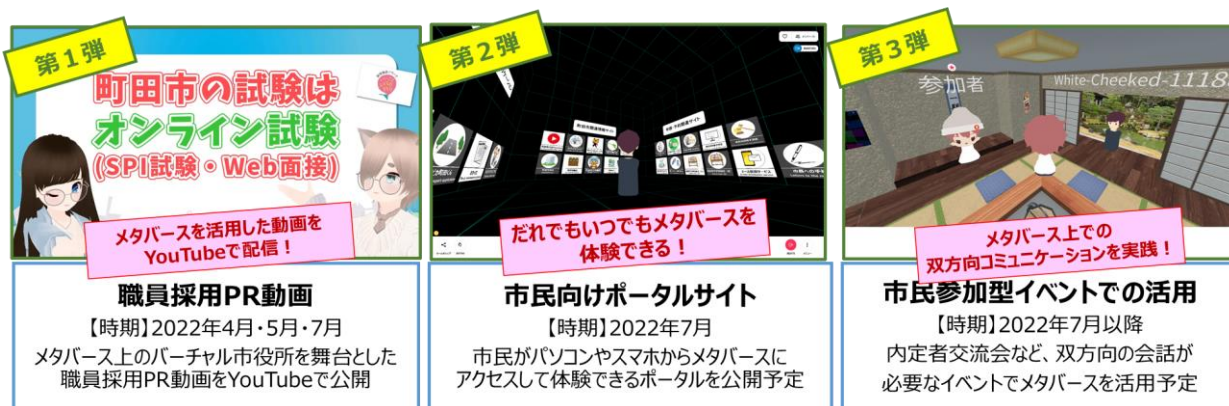 第1弾
町田市の試験は
オンライン試験
(SPI試験・Web面接)
メタバースを活用した動画を
YouTubeで配信！
職員採用PR動画
【時期】2022年4月・5月・7月
メタバース上のバーチャル市役所を舞台とした
職員採用PR動画をYouTubeで公開
第2弾
だれでもいつでもメタバースを
体験できる！
市民向けポータルサイト
【時期】2022年7月
市民がパソコンやスマホからメタバースに
アクセスして体験できるポータルを公開予定
第3弾
参加者
White-Cheeked-1118
メタバース上での
双方向コミュニケーションを実践！
市民参加型イベントでの活用
【時期】2022年7月以降
内定者交流会など、双方向の会話が
必要なイベントでメタバースを活用予定